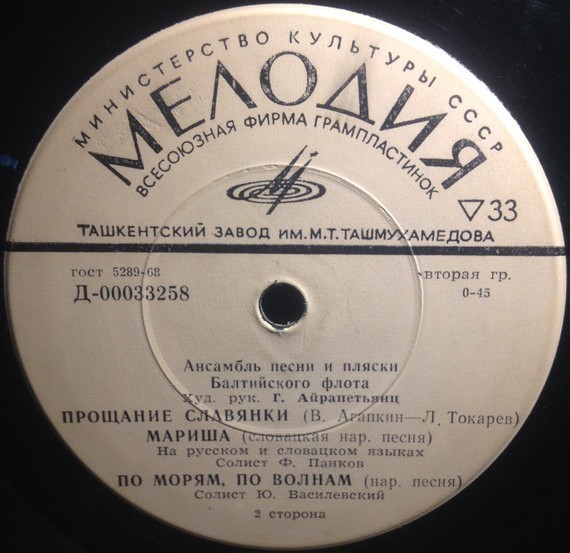 МИНИСТЕРСТВО КУЛЬТУРЫ СССР
МЕЛОДИЯ
ВСЕСОЮЗНАЯ ФИРМА ГРАМПЛАСТИНОК
33
ТАШКЕНТСКИЙ ЗАВОД ИМ. М.Т. ТАШМУХАМЕДОВА
гост 5289-68
вторая гр.
Д-00033258
0-45
Ансамбль песни и пляски
Балтийского флота
Худ. рук. Г. Айрапетьянц
ПРОЩАНИЕ СЛАВЯНКИ (В. Агапкин—Л. Токарев)
МАРИША (словацкая нар. песня)
На русском и словацком языках
Солист Ф. Панков
ПО МОРЯМ, ПО ВОЛНАМ (нар. песня)
Солист Ю. Василевский
2 сторона